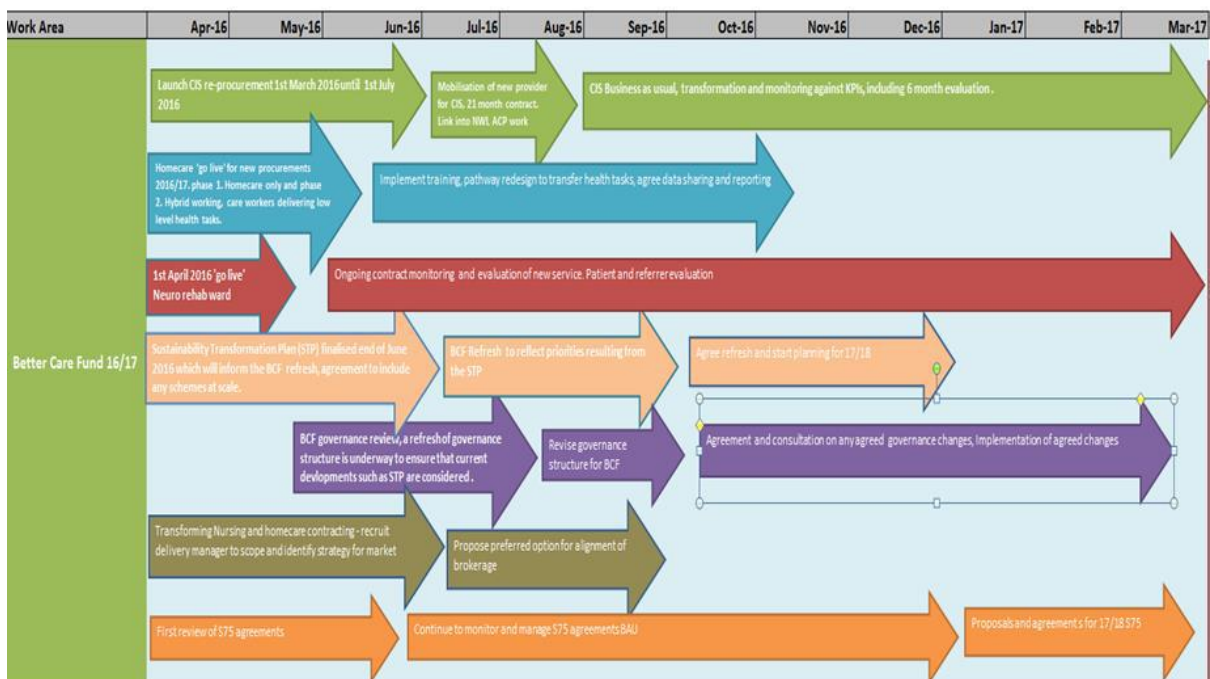 Work Area Apr-16 May-16 Jun-16 Jul-16 Aug-16 Sep-16 Oct-16 Nov-16 Dec-16 Jan-17 Feb-17 Mar-17
Better Care Fund 16/17
Launch CIS re-procurement 1st March 2016 until 1st July
2016
Mobilisation of new provider
for CIS, 21 month contract.
Link into NWL ACP work
CIS Business as usual, transformation and monitoring against KPIs, including 6 month evaluation .
Homecare 'go live' for new procurements
2016/17. phase 1. Homecare only and phase
2. Hybrid working, care workers delivering low
level health tasks.
Implement training, pathway redesign to transfer health tasks, agree data sharing and reporting
1st April 2016 'go live'
Neuro rehab ward
Ongoing contract monitoring and evaluation of new service. Patient and referrer evaluation
Sustainability Transformation Plan (STP) finalised end of June
2016 which will inform the BCF refresh, agreement to include
any schemes at scale.
BCF Refresh to reflect priorities resulting from
the STP
Agree refresh and start planning for 17/18
BCF governance review, a refresh of governance
structure is underway to ensure that current
devlopments such as STP are considered .
Revise governance
structure for BCF
Agreement and consultation on any agreed governance changes, Implementation of agreed changes
Transforming Nursing and homecare contracting - recruit
delivery manager to scope and identify strategy for market
Propose preferred option for alignment of
brokerage
First review of S75 agreements
Continue to monitor and manage S75 agreements BAU
Proposals and agreements for 17/18 S75